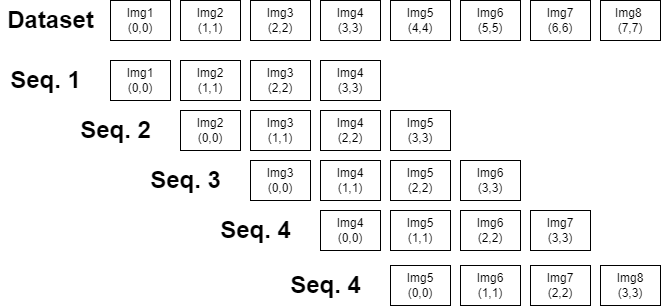 Dataset
Img1 Img2 Img3 Img4 Img5 Img6 Img7 Img8
(0,0) (1,1) (2,2) (3,3) (4,4) (5,5) (6,6) (7,7)
Seq. 1
Img1 Img2 Img3 Img4
(0,0) (1,1) (2,2) (3,3)
Seq. 2
Img2 Img3 Img4 Img5
(0,0) (1,1) (2,2) (3,3)
Seq. 3
Img3 Img4 Img5 Img6
(0,0) (1,1) (2,2) (3,3)
Seq. 4
Img4 Img5 Img6 Img7
(0,0) (1,1) (2,2) (3,3)
Seq. 4
Img5 Img6 Img7 Img8
(0,0) (1,1) (2,2) (3,3)